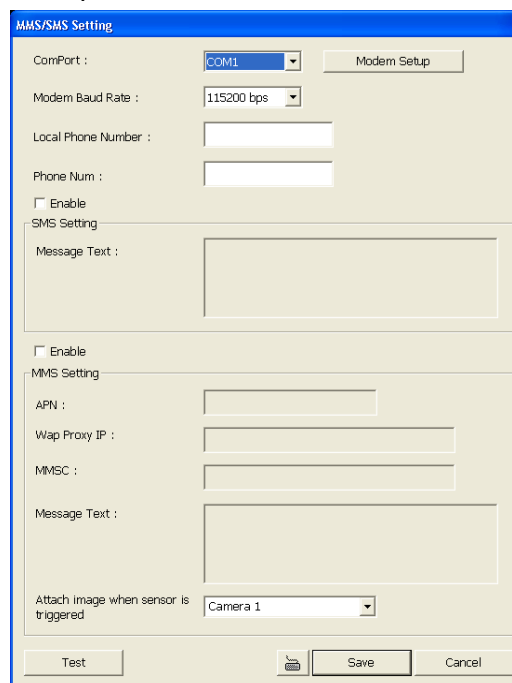 MMS/SMS Setting
ComPort :
COM1
Modem Setup
Modem Baud Rate :
115200 bps
Local Phone Number :
Phone Num :
Enable
SMS Setting
Message Text :
Enable
MMS Setting
APN :
Wap Proxy IP :
MMSC :
Message Text :
Attach image when sensor is
triggered
Camera 1
Test
Save
Cancel